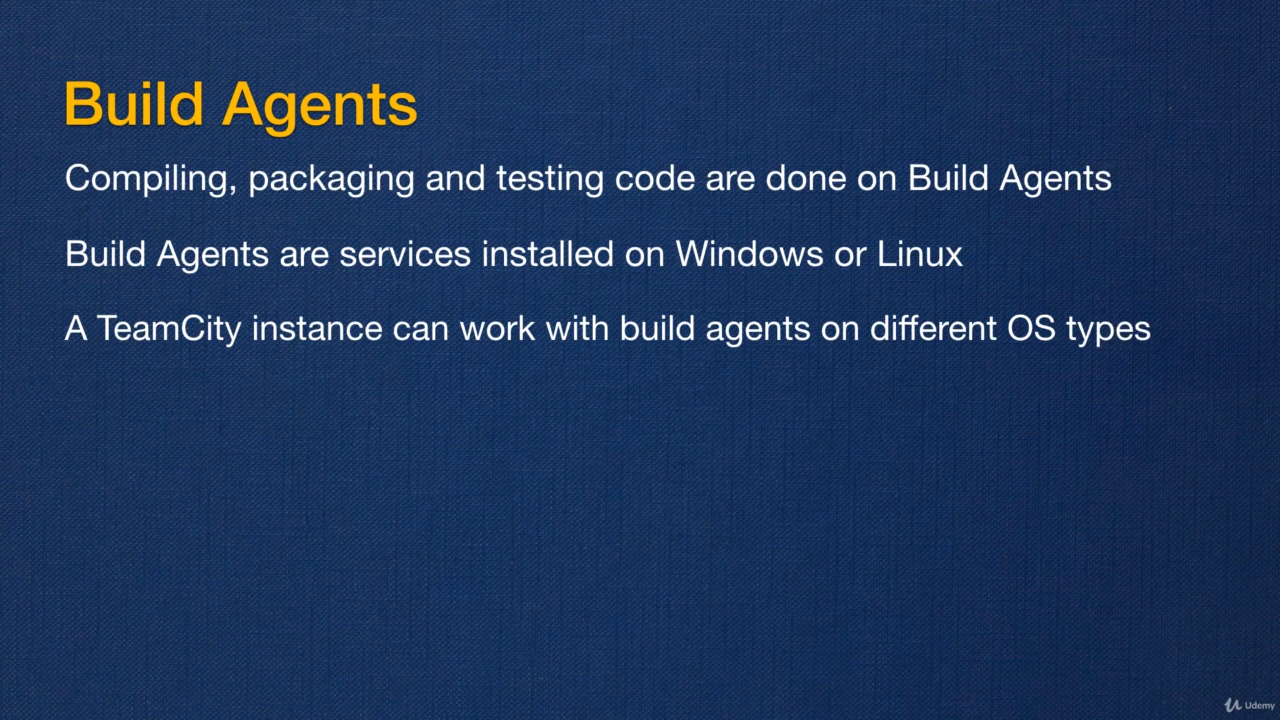 Build Agents
Compiling, packaging and testing code are done on Build Agents
Build Agents are services installed on Windows or Linux
A TeamCity instance can work with build agents on different OS types
Udemy